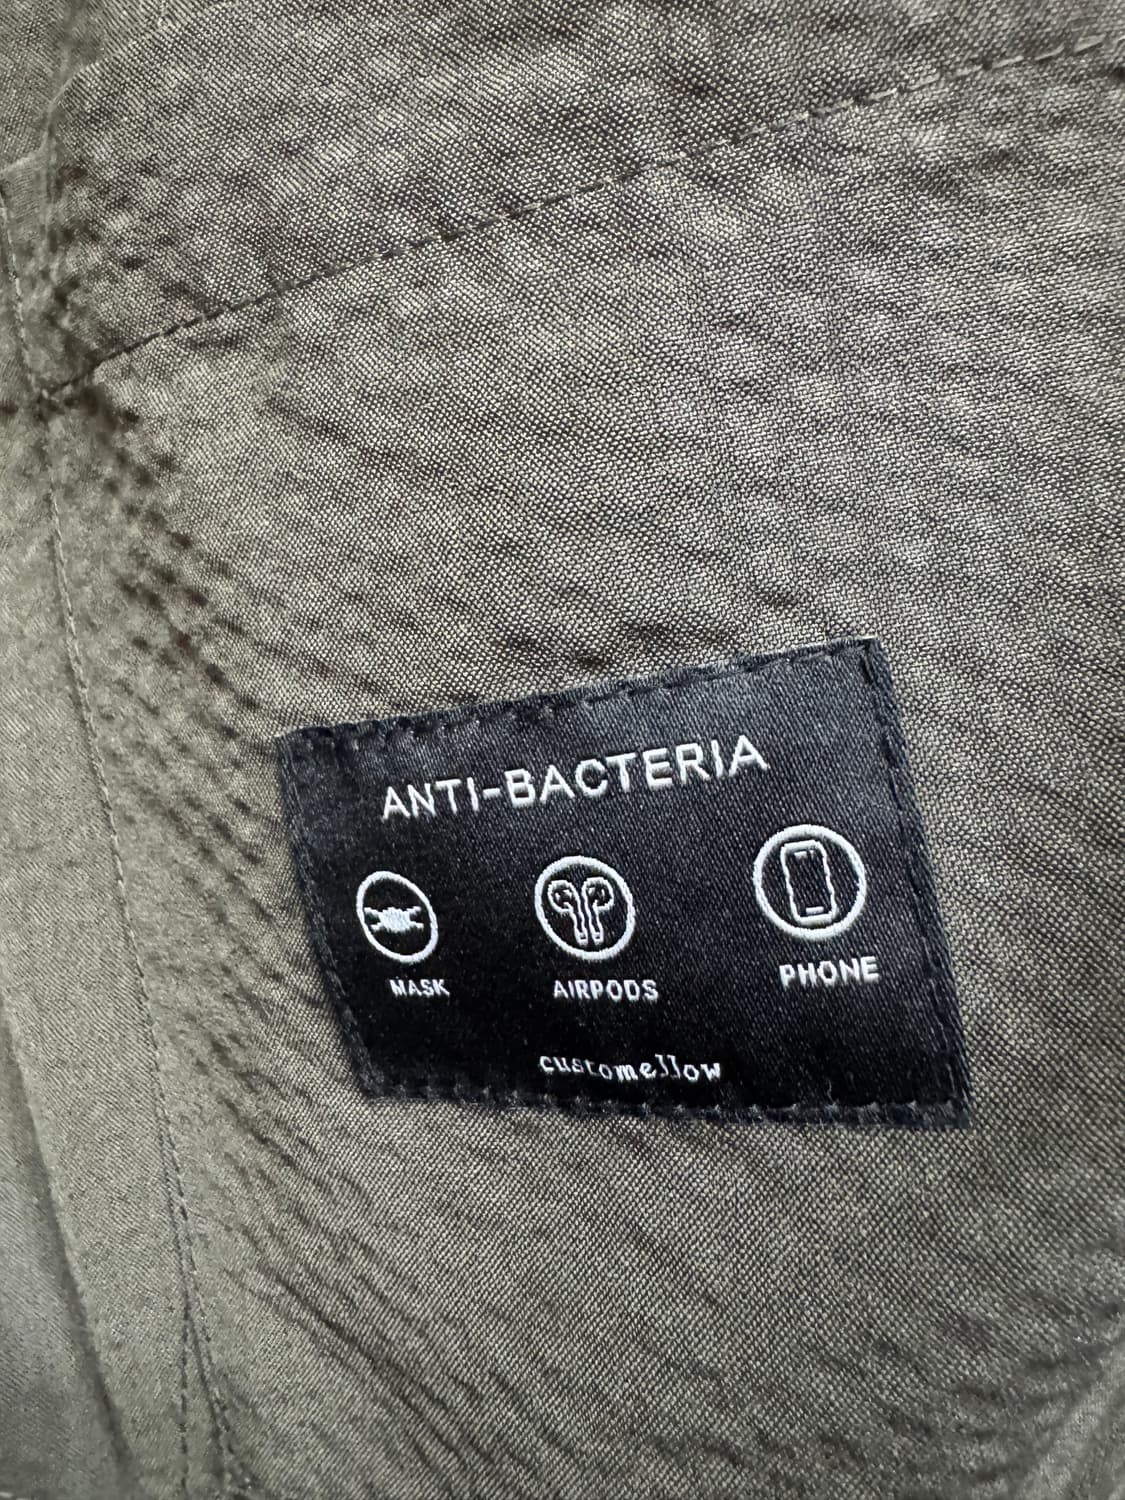 ANTI-BACTERIA
MASK AIRPODS PHONE
customellow